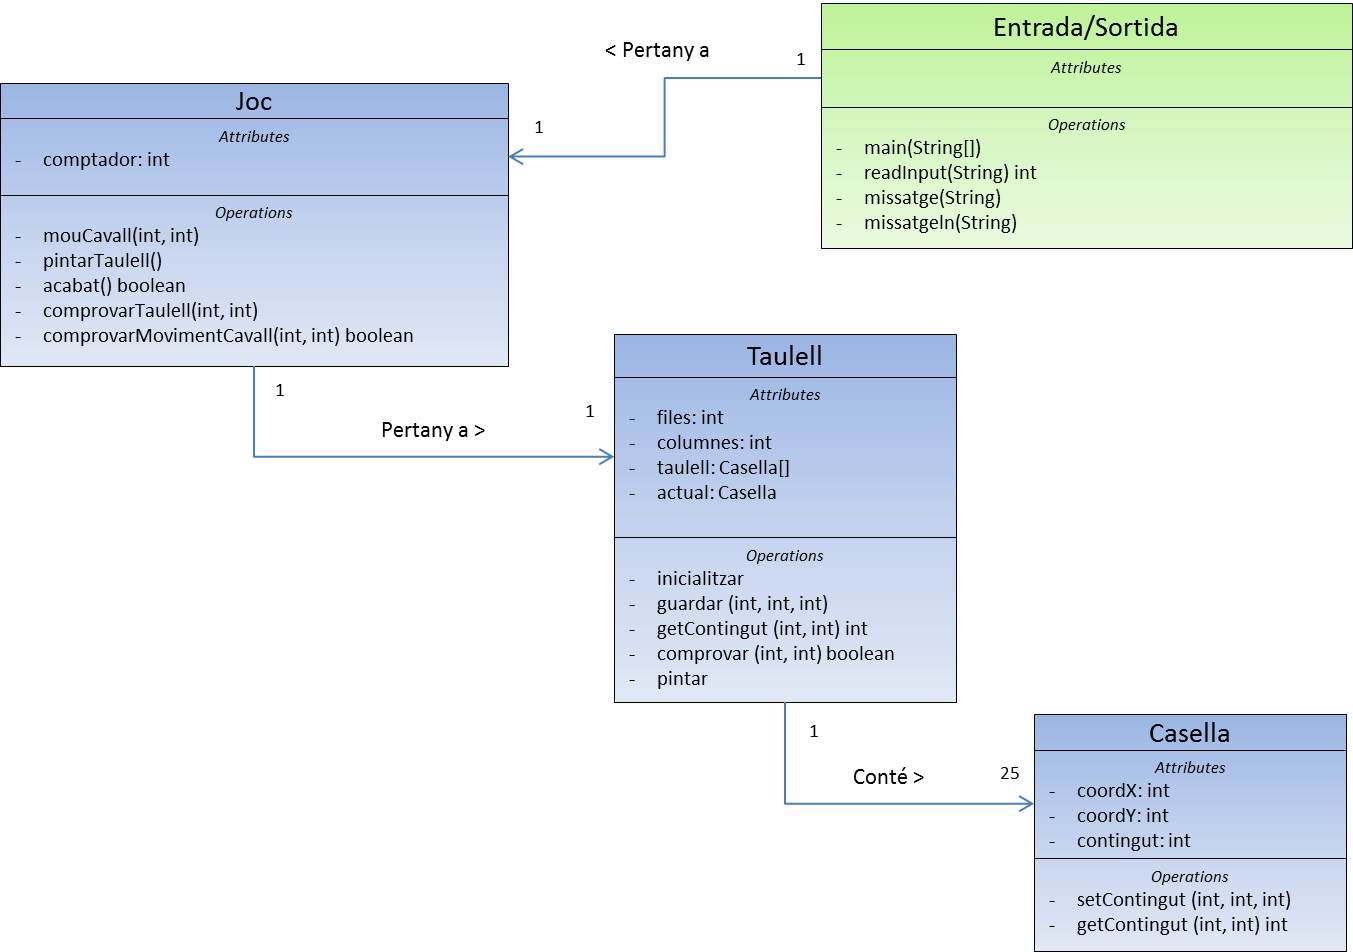 Entrada/Sortida
Attributes
Operations
- main(String[])
- readInput(String) int
- missatge(String)
- missatgeln(String)
< Pertany a
1
1
Joc
Attributes
- comptador: int
Operations
- mouCavall(int, int)
- pintarTaulell()
- acabat() boolean
- comprovarTaulell(int, int)
- comprovarMovimentCavall(int, int) boolean
1
Pertany a >
1
Taulell
Attributes
- files: int
- columnes: int
- taulell: Casella[]
- actual: Casella
Operations
- inicialitzar
- guardar (int, int, int)
- getContingut (int, int) int
- comprovar (int, int) boolean
- pintar
1
Conté >
25
Casella
Attributes
- coordX: int
- coordY: int
- contingut: int
Operations
- setContingut (int, int, int)
- getContingut (int, int) int